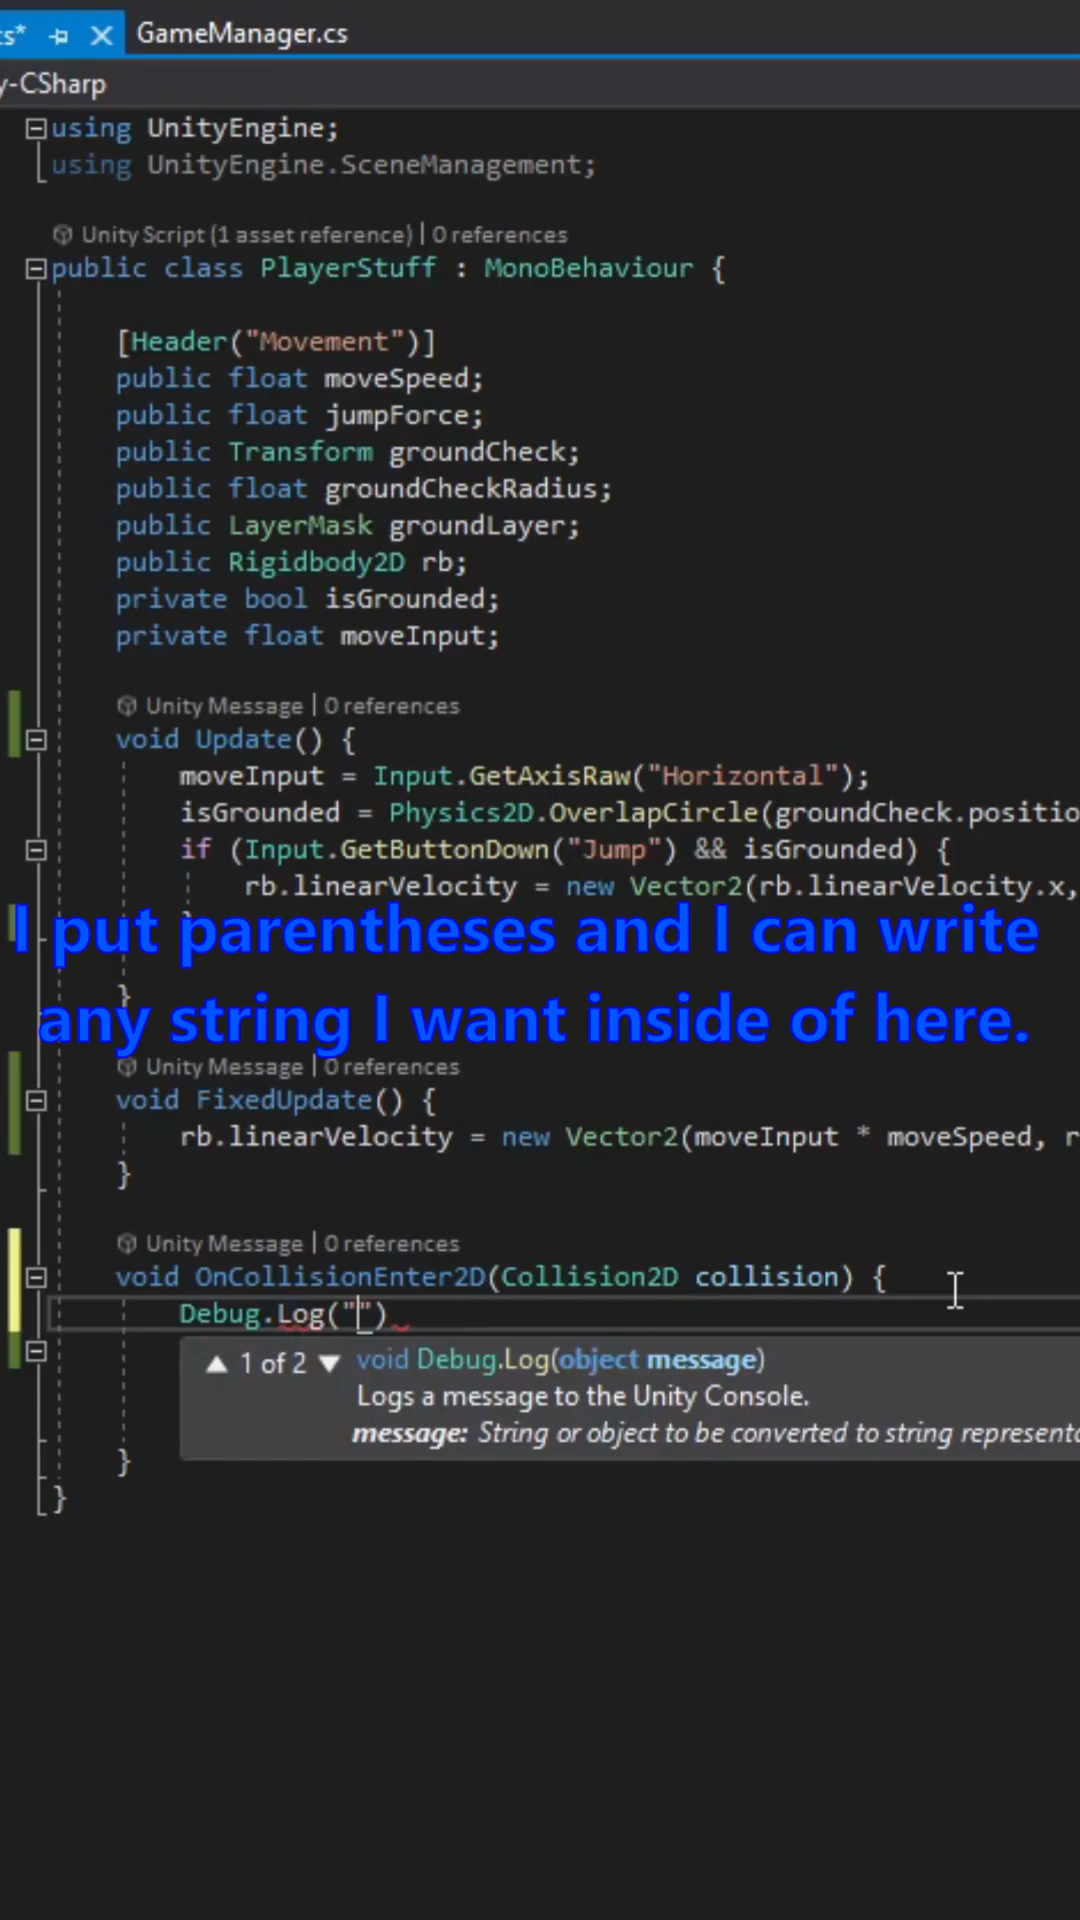 cs*
GameManager.cs
y-CSharp
using UnityEngine;
using UnityEngine.SceneManagement;
Unity Script (1 asset reference) | 0 references
public class PlayerStuff : MonoBehaviour {
[Header("Movement")]
public float moveSpeed;
public float jumpForce;
public Transform groundCheck;
public float groundCheckRadius;
public LayerMask groundLayer;
public Rigidbody2D rb;
private bool isGrounded;
private float moveInput;
Unity Message | 0 references
void Update() {
moveInput = Input.GetAxisRaw("Horizontal");
isGrounded = Physics2D.OverlapCircle(groundCheck.positio
if (Input.GetButtonDown("Jump") && isGrounded) {
rb.linearVelocity = new Vector2(rb.linearVelocity.x,
I put parentheses and I can write
}
any string I want inside of here.
Unity Message | 0 references
void FixedUpdate() {
rb.linearVelocity = new Vector2(moveInput * moveSpeed, r
}
Unity Message | 0 references
void OnCollisionEnter2D(Collision2D collision) {
Debug.Log("")
1 of 2 void Debug.Log(object message)
Logs a message to the Unity Console.
message: String or object to be converted to string represent
}
}